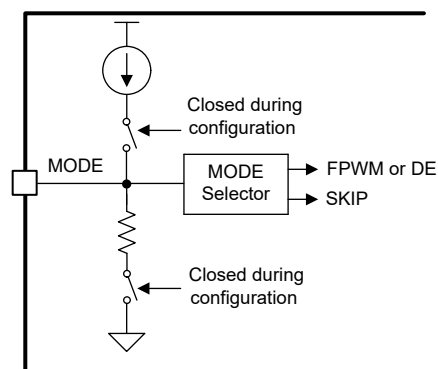 Closed during
configuration
MODE
MODE
Selector
FPWM or DE
SKIP
Closed during
configuration